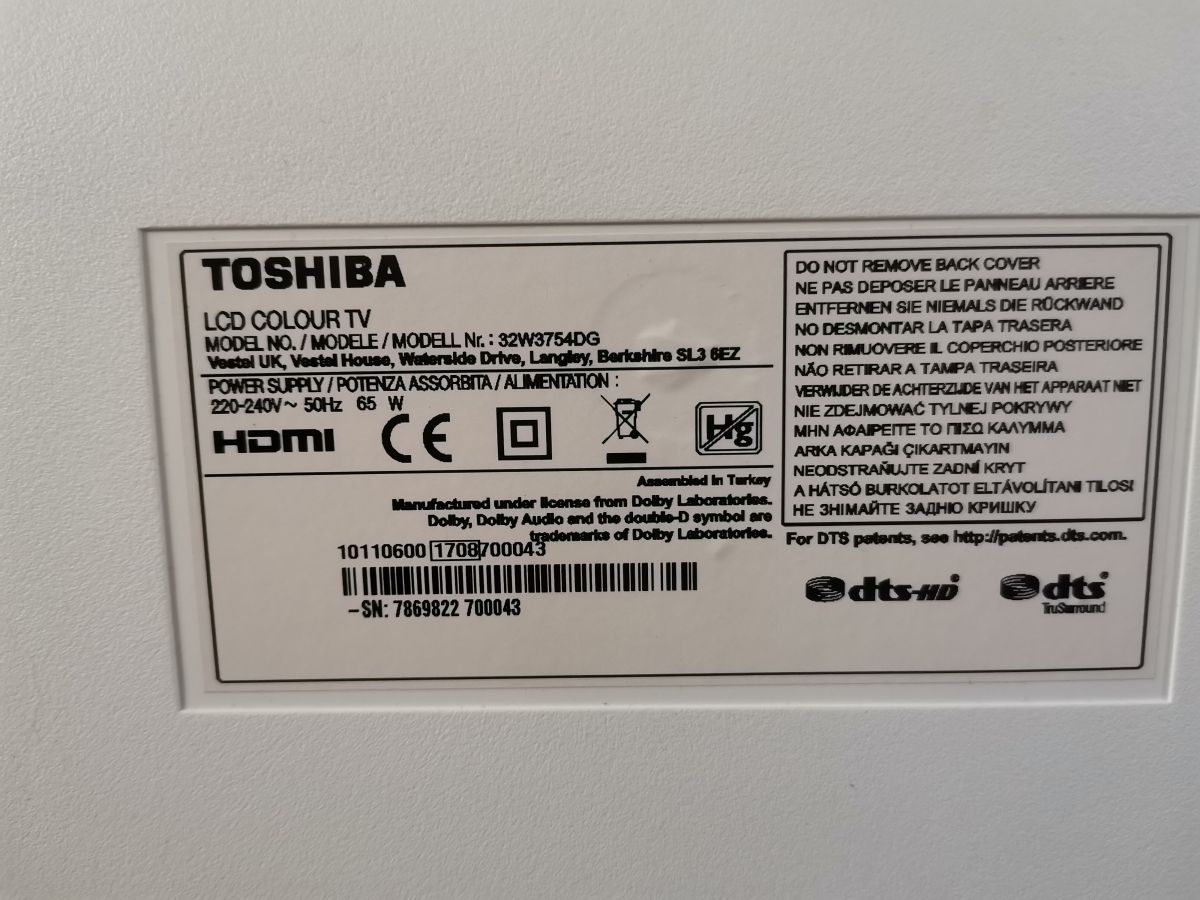 TOSHIBA
LCD COLOUR TV
MODEL NO. / MODELE / MODELL Nr. : 32W3754DG
Vestel UK, Vestel House, Waterside Drive, Langley, Berkshire SL3 6EZ
POWER SUPPLY / POTENZA ASSORBITA / ALIMENTATION :
220-240V~ 50Hz 65 W
HDMI CE Hg
Assembled in Turkey
Manufactured under license from Dolby Laboratories.
Dolby, Dolby Audio and the double-D symbol are
trademarks of Dolby Laboratories.
10110600 1708700043
-SN: 7869822 700043
DO NOT REMOVE BACK COVER
NE PAS DEPOSER LE PANNEAU ARRIERE
ENTFERNEN SIE NIEMALS DIE RÜCKWAND
NO DESMONTAR LA TAPA TRASERA
NON RIMUOVERE IL COPERCHIO POSTERIORE
NÃO RETIRAR A TAMPA TRASEIRA
VERWIJDER DE ACHTERZIJDE VAN HET APPARAAT NIET
NIE ZDEJMOWAĆ TYLNEJ POKRYWY
ΜΗΝ ΑΦΑΙΡΕΙΤΕ ΤΟ ΠΙΣΩ ΚΑΛΥΜΜΑ
ARKA KAPAĞI ÇIKARTMAYIN
NEODSTRAŇUJTE ZADNÍ KRYT
A HÁTSÓ BURKOLATOT ELTÁVOLÍTANI TILOS!
НЕ ЗНІМАЙТЕ ЗАДНЮ КРИШКУ
For DTS patents, see http://patents.dts.com.
dts-HD dts
TruSurround